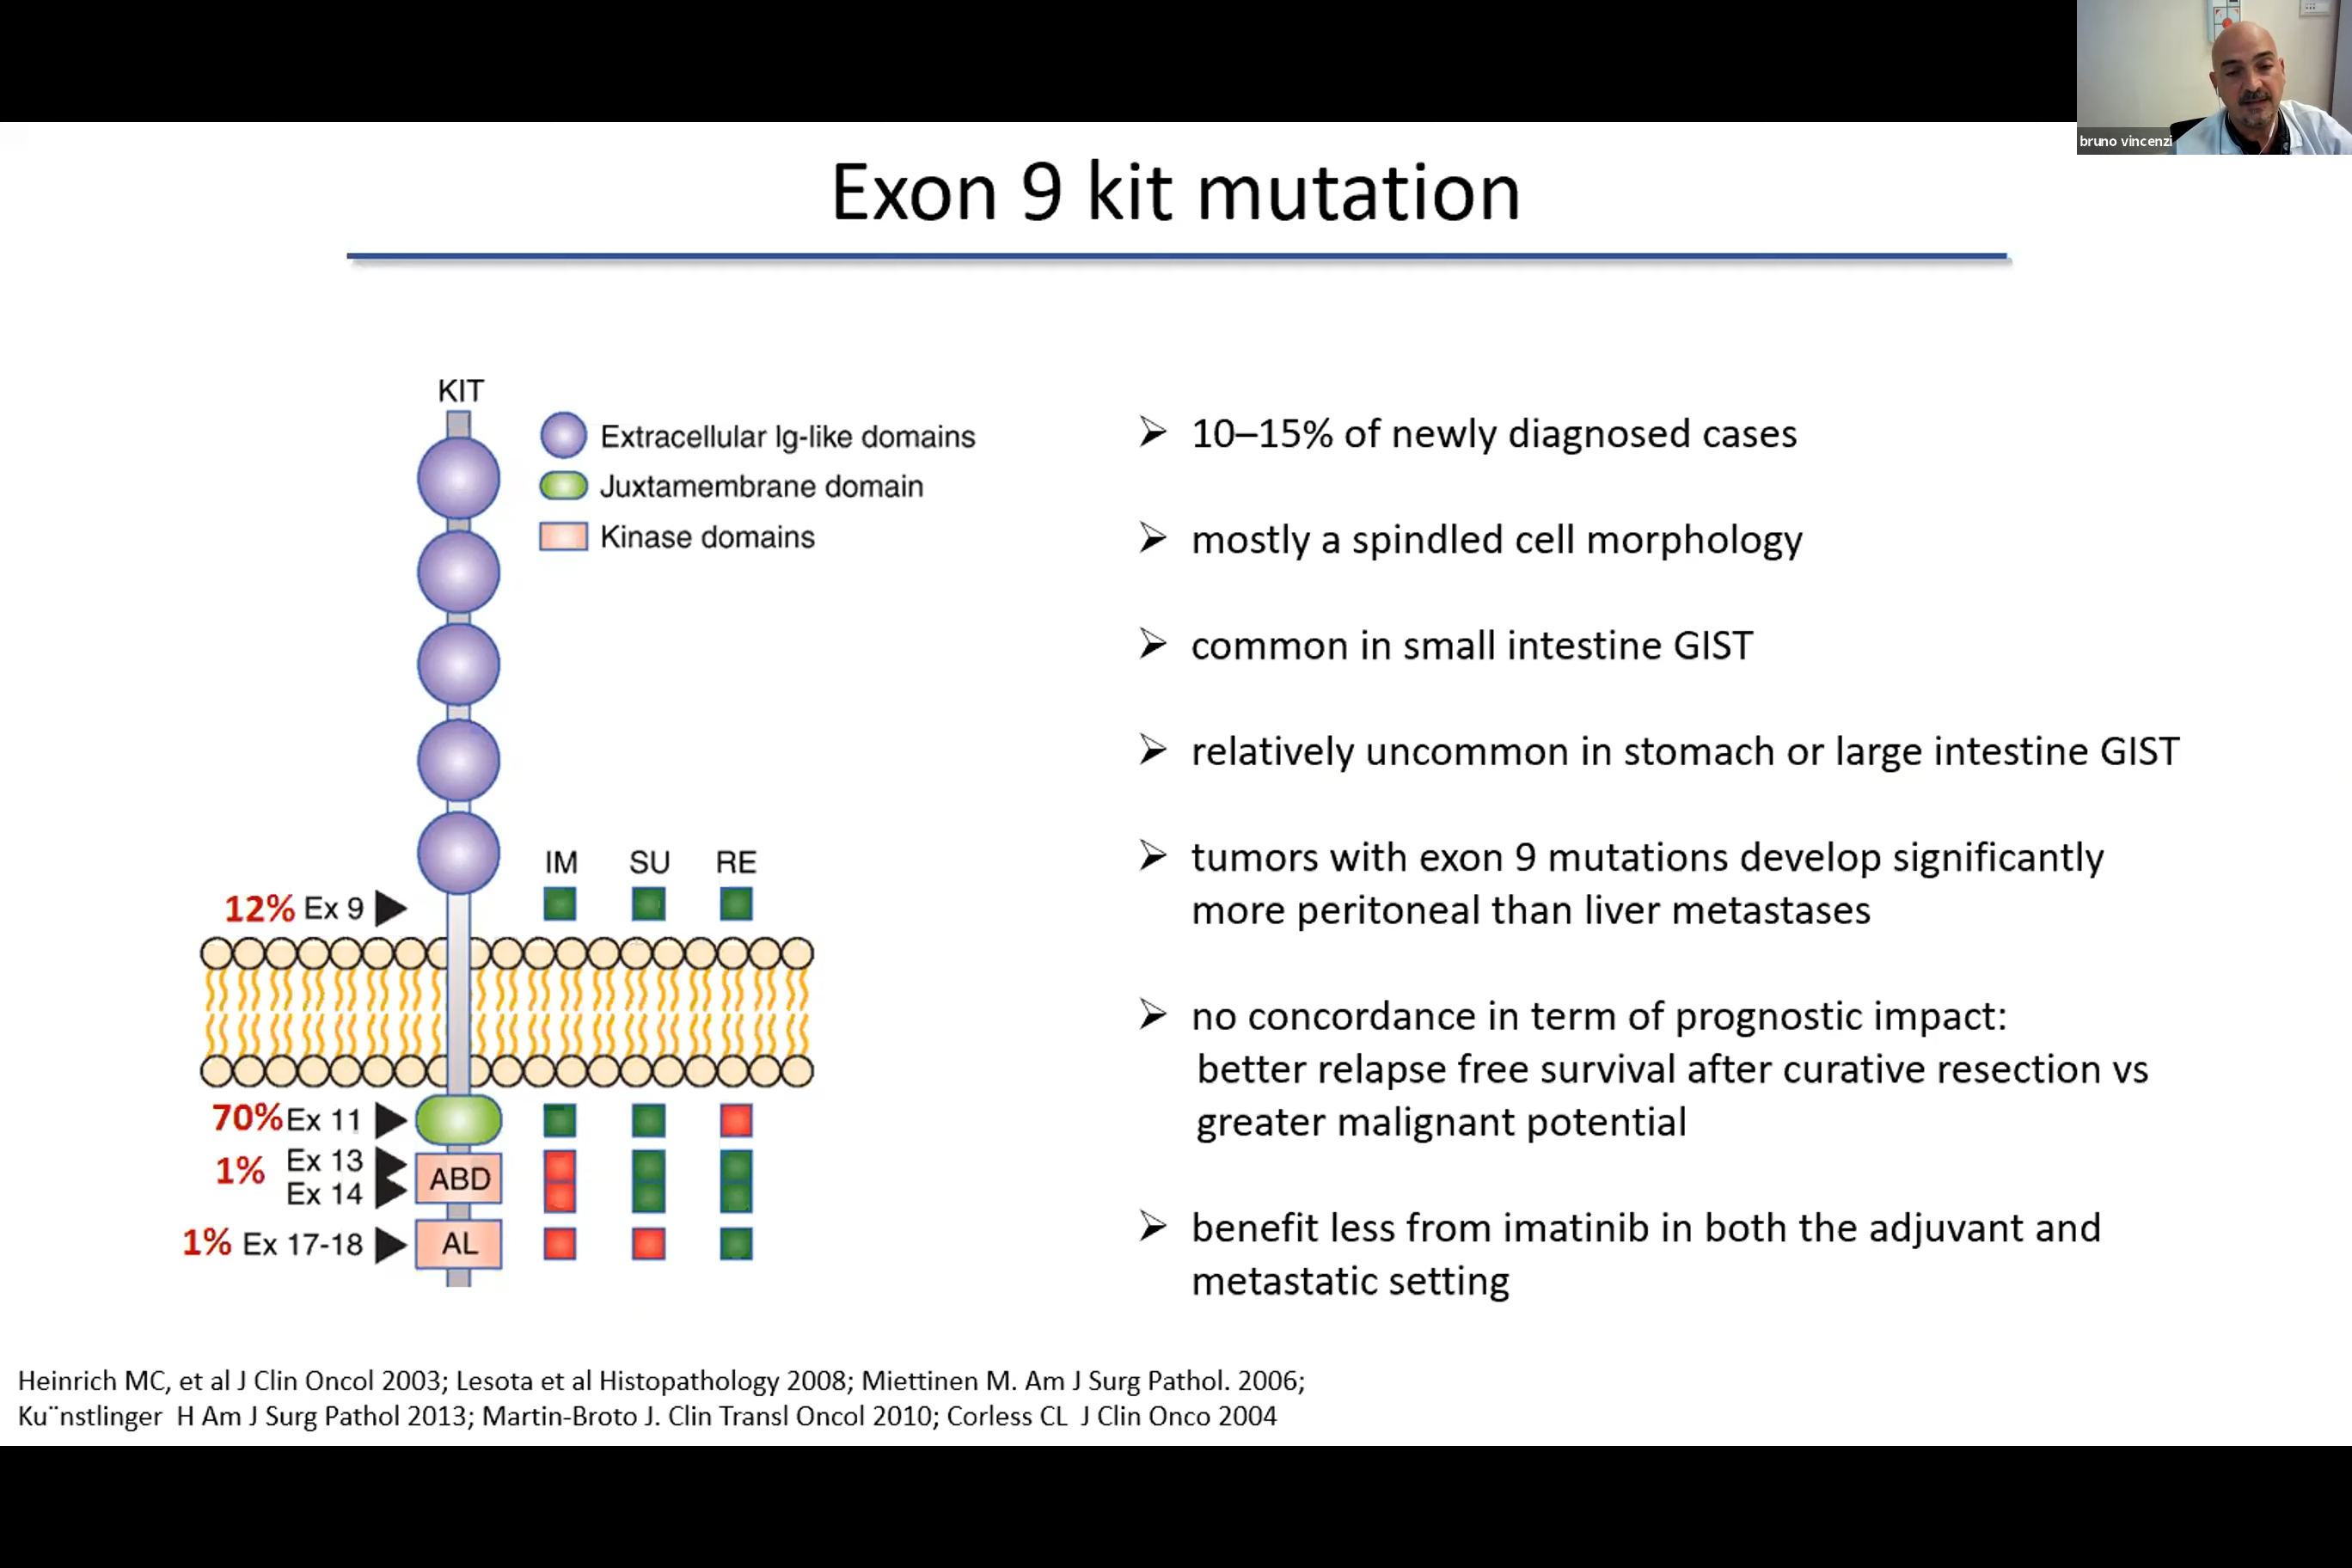 bruno vincenzi
Exon 9 kit mutation
KIT
Extracellular Ig-like domains
Juxtamembrane domain
Kinase domains
IM SU RE
12% Ex 9
70% Ex 11
1% Ex 13
Ex 14
ABD
1% Ex 17-18
AL
➢ 10–15% of newly diagnosed cases
➢ mostly a spindled cell morphology
➢ common in small intestine GIST
➢ relatively uncommon in stomach or large intestine GIST
➢ tumors with exon 9 mutations develop significantly
more peritoneal than liver metastases
➢ no concordance in term of prognostic impact:
better relapse free survival after curative resection vs
greater malignant potential
➢ benefit less from imatinib in both the adjuvant and
metastatic setting
Heinrich MC, et al J Clin Oncol 2003; Lesota et al Histopathology 2008; Miettinen M. Am J Surg Pathol. 2006;
Ku¨nstlinger H Am J Surg Pathol 2013; Martin-Broto J. Clin Transl Oncol 2010; Corless CL J Clin Onco 2004